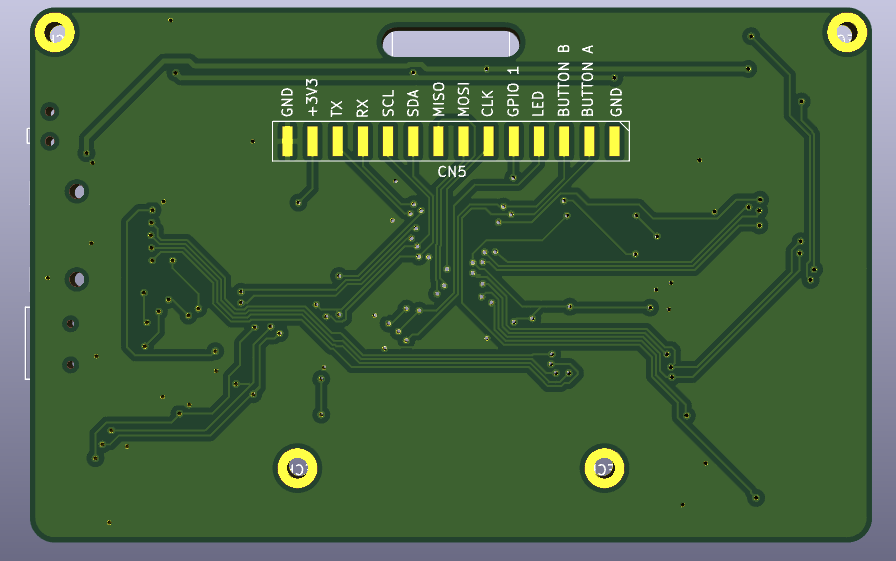 GND
+3V3
TX
RX
SCL
SDA
MISO
MOSI
CLK
GPIO 1
LED
BUTTON B
BUTTON A
GND
CN5